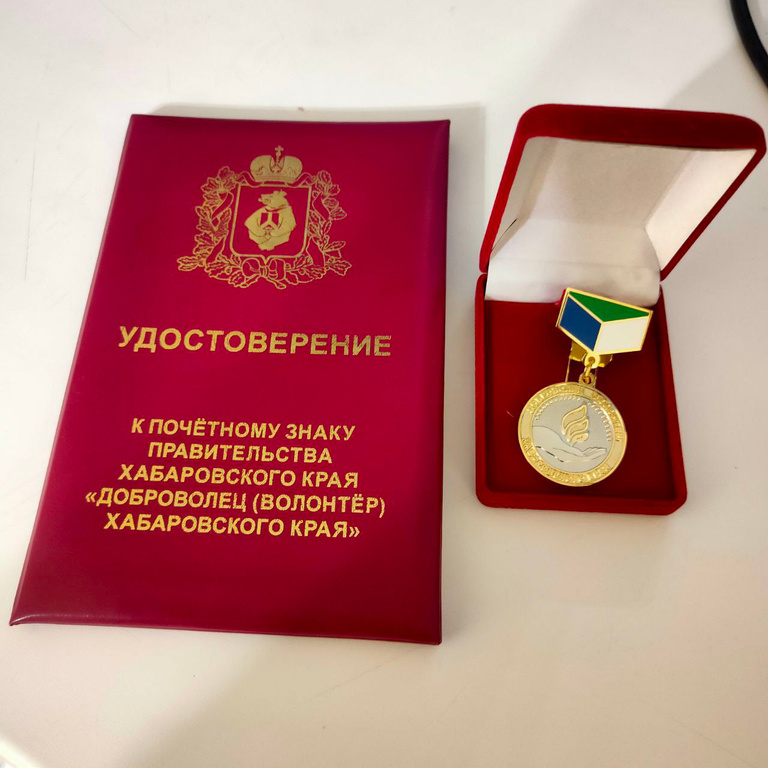 УДОСТОВЕРЕНИЕ
К ПОЧЁТНОМУ ЗНАКУ
ПРАВИТЕЛЬСТВА
ХАБАРОВСКОГО КРАЯ
«ДОБРОВОЛЕЦ (ВОЛОНТЁР)
ХАБАРОВСКОГО КРАЯ»